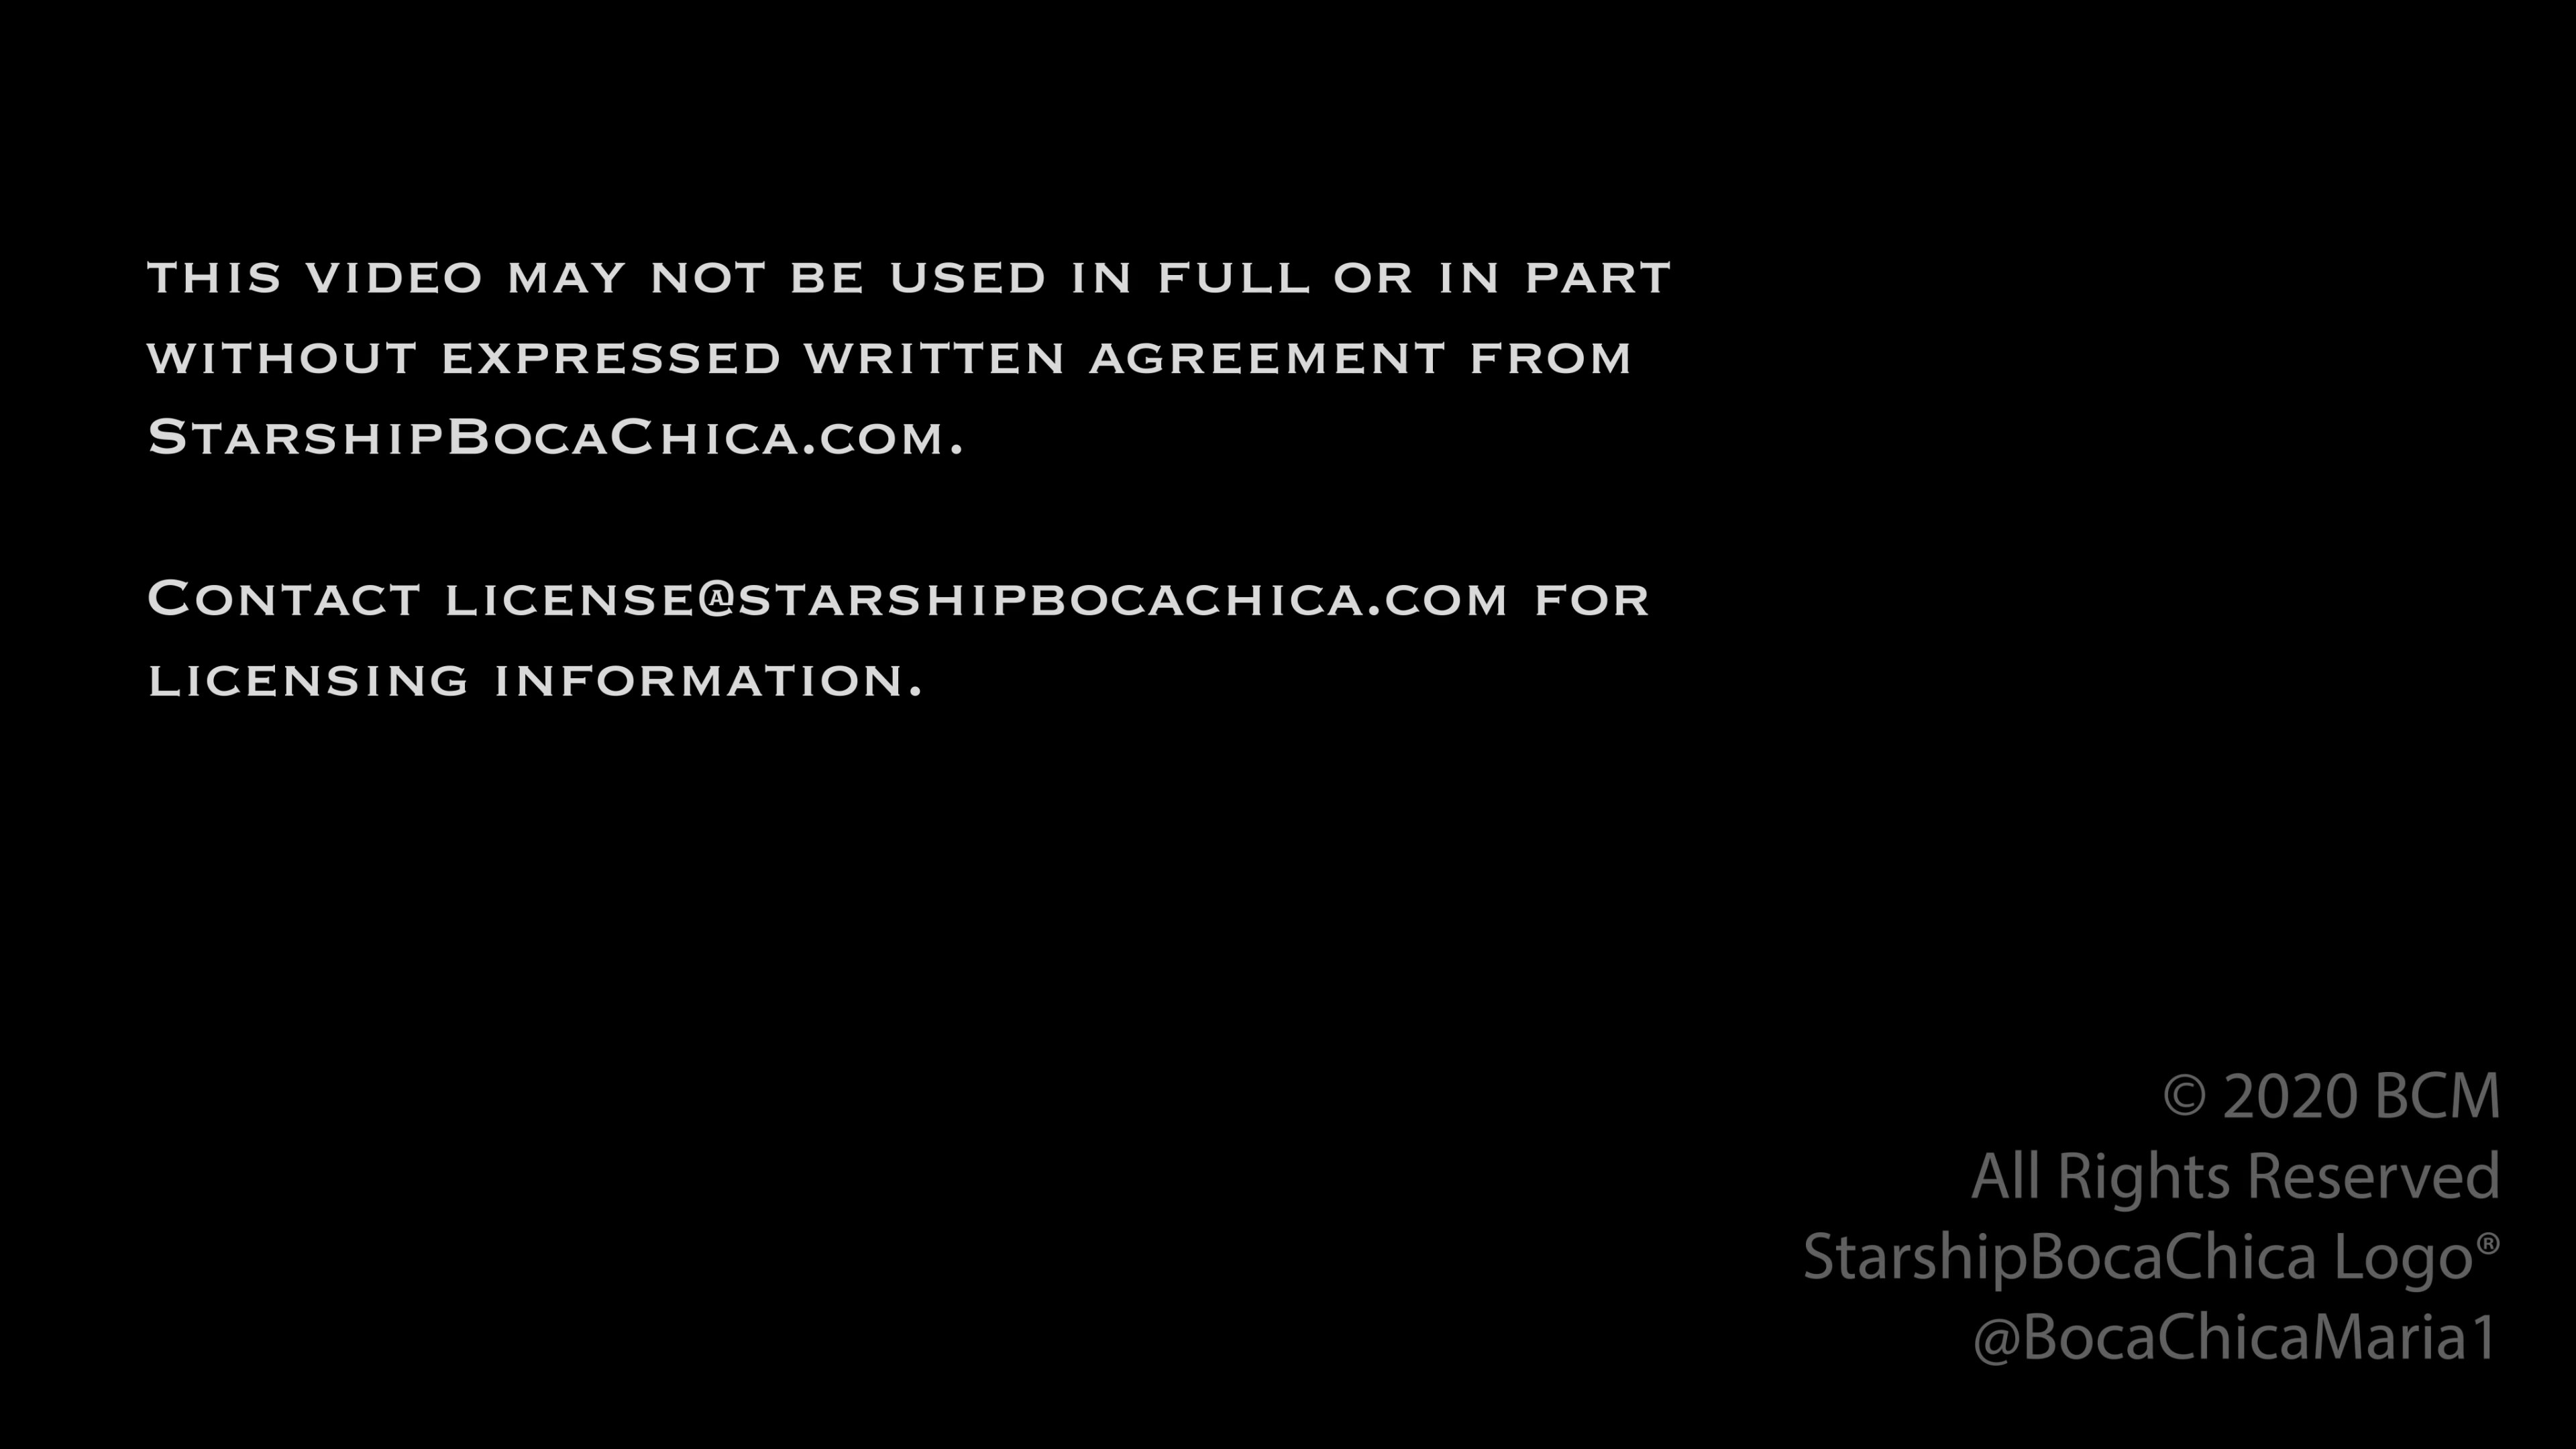 this video may not be used in full or in part
without expressed written agreement from
StarshipBocaChica.com.
Contact license@starshipbocachica.com for
licensing information.
© 2020 BCM
All Rights Reserved
StarshipBocaChica Logo®
@BocaChicaMaria1